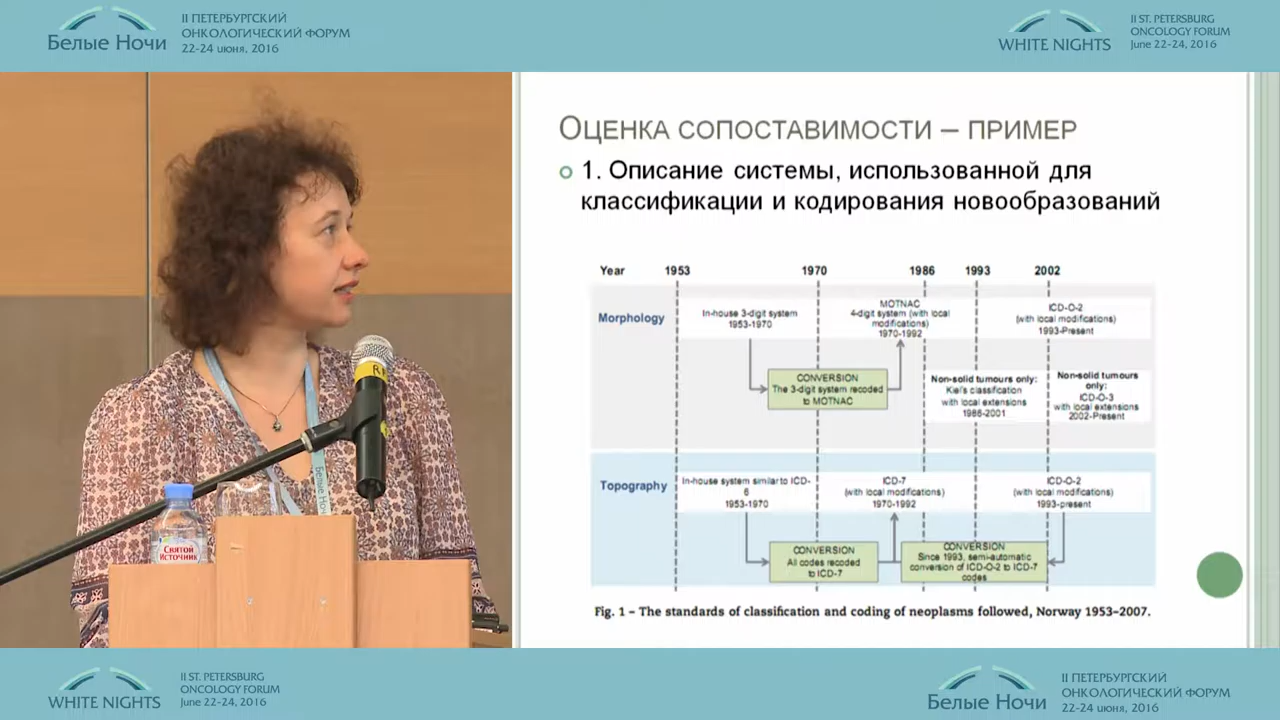 Белые Ночи
II ПЕТЕРБУРГСКИЙ
ОНКОЛОГИЧЕСКИЙ ФОРУМ
22-24 июня, 2016
WHITE NIGHTS
II ST. PETERSBURG
ONCOLOGY FORUM
June 22-24, 2016
ОЦЕНКА СОПОСТАВИМОСТИ – ПРИМЕР
1. Описание системы, использованной для
классификации и кодирования новообразований
Year 1953 1970 1986 1993 2002
Morphology
In-house 3-digit system
1953-1970
MOTNAC
4-digit system (with local
modifications)
1970-1992
ICD-O-2
(with local modifications)
1993-Present
CONVERSION
The 3-digit system recoded
to MOTNAC
Non-solid tumours only:
Kiel's classification
with local extensions
1986-2001
Non-solid tumours
only:
ICD-O-3
with local extensions
2002-Present
Topography
In-house system similar to ICD-
6
1953-1970
ICD-7
(with local modifications)
1970-1992
ICD-O-2
(with local modifications)
1993-present
CONVERSION
All codes recoded
to ICD-7
CONVERSION
Since 1993, semi-automatic
conversion of ICD-O-2 to ICD-7
codes
Fig. 1 – The standards of classification and coding of neoplasms followed, Norway 1953–2007.
Белые Ноч
Святой
Источник
WHITE NIGHTS
II ST. PETERSBURG
ONCOLOGY FORUM
June 22-24, 2016
Белые Ночи
II ПЕТЕРБУРГСКИЙ
ОНКОЛОГИЧЕСКИЙ ФОРУМ
22-24 июня, 2016